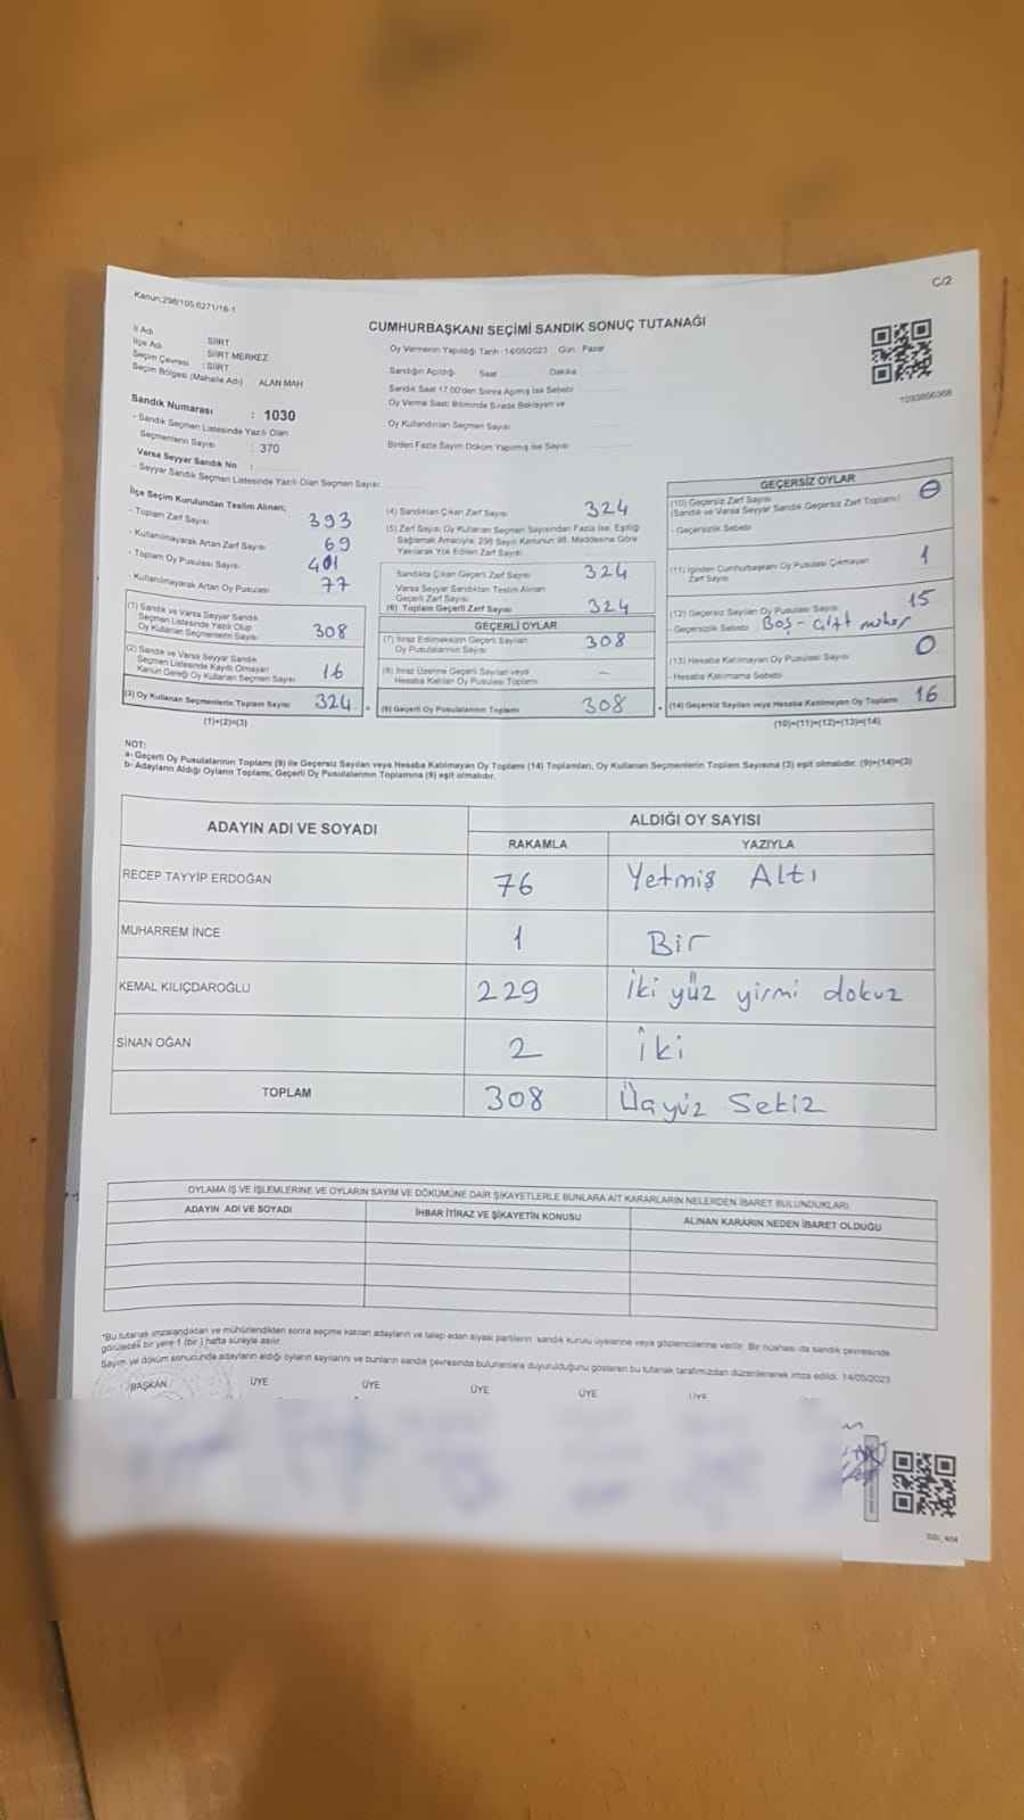 Kanun:298/105 6271/16-1
C/2
CUMHURBAŞKANI SEÇİMİ SANDIK SONUÇ TUTANAĞI
İl Adı : SİİRT
İlçe Adı : SİİRT MERKEZ
Seçim Çevresi : SİİRT
Seçim Bölgesi (Mahalle Adı) ALAN MAH
Oy Vermenin Yapıldığı Tarih :14/05/2023 Gün : Pazar
Sandığın Açıldığı Saat Dakika
Sandık Saat 17.00'den Sonra Açılmış İse Sebebi
Oy Verme Saati Bitiminde Sırada Bekleyen ve
Oy Kullandırılan Seçmen Sayısı
Birden Fazla Sayım Döküm Yapılmış İse Sayısı
Sandık Numarası : 1030
- Sandık Seçmen Listesinde Yazılı Olan
Seçmenlerin Sayısı : 370
Varsa Seyyar Sandık No :
- Seyyar Sandık Seçmen Listesinde Yazılı Olan Seçmen Sayısı
İlçe Seçim Kurulundan Teslim Alınan;
- Toplam Zarf Sayısı 393
- Kullanılmayarak Artan Zarf Sayısı 69
- Toplam Oy Pusulası Sayısı 401
- Kullanılmayarak Artan Oy Pusulası 77
(1) Sandık ve Varsa Seyyar Sandık
Seçmen Listesinde Yazılı Olup
Oy Kullanan Seçmenlerin Sayısı 308
(2) Sandık ve Varsa Seyyar Sandık
Seçmen Listesinde Kayıtlı Olmayan
Kanun Gereği Oy Kullanan Seçmen Sayısı 16
(3) Oy Kullanan Seçmenlerin Toplam Sayısı 324
(1)+(2)=(3)
(4) Sandıktan Çıkan Zarf Sayısı 324
(5) Zarf Sayısı Oy Kullanan Seçmen Sayısından Fazla İse, Eşitliği
Sağlamak Amacıyla, 298 Sayılı Kanunun 98. Maddesine Göre
Yakılarak Yok Edilen Zarf Sayısı
Sandıkta Çıkan Geçerli Zarf Sayısı 324
Varsa Seyyar Sandıktan Teslim Alınan
Geçerli Zarf Sayısı
(6) Toplam Geçerli Zarf Sayısı 324
GEÇERLİ OYLAR
(7) İtiraz Edilmeksizin Geçerli Sayılan
Oy Pusulalarının Sayısı 308
(8) İtiraz Üzerine Geçerli Sayılan veya
Hesaba Katılan Oy Pusulası Toplamı -
(9) Geçerli Oy Pusulalarının Toplamı 308
GEÇERSİZ OYLAR
(10) Geçersiz Zarf Sayısı
(Sandık ve Varsa Seyyar Sandık Geçersiz Zarf Toplamı) 0
- Geçersizlik Sebebi
(11) İçinden Cumhurbaşkanı Oy Pusulası Çıkmayan
Zarf Sayısı 1
(12) Geçersiz Sayılan Oy Pusulası Sayısı 15
- Geçersizlik Sebebi Boş - Çift mühür
(13) Hesaba Katılmayan Oy Pusulası Sayısı 0
- Hesaba Katılmama Sebebi
(14) Geçersiz Sayılan veya Hesaba Katılmayan Oy Toplamı 16
(10)+(11)+(12)+(13)=(14)
NOT:
a- Geçerli Oy Pusulalarının Toplamı (9) ile Geçersiz Sayılan veya Hesaba Katılmayan Oy Toplamı (14) Toplamları, Oy Kullanan Seçmenlerin Toplam Sayısına (3) eşit olmalıdır. (9)+(14)=(3)
b- Adayların Aldığı Oyların Toplamı, Geçerli Oy Pusulalarının Toplamına (9) eşit olmalıdır.
ADAYIN ADI VE SOYADI
ALDIĞI OY SAYISI
RAKAMLA YAZIYLA
RECEP TAYYİP ERDOĞAN 76 Yetmiş Altı
MUHARREM İNCE 1 Bir
KEMAL KILIÇDAROĞLU 229 İki yüz yirmi dokuz
SİNAN OĞAN 2 İki
TOPLAM 308 Üçyüz Sekiz
OYLAMA İŞ VE İŞLEMLERİNE VE OYLARIN SAYIM VE DÖKÜMÜNE DAİR ŞİKAYETLERLE BUNLARA AİT KARARLARIN NELERDEN İBARET BULUNDUKLARI
ADAYIN ADI VE SOYADI İHBAR İTİRAZ VE ŞİKAYETİN KONUSU ALINAN KARARIN NEDEN İBARET OLDUĞU
*Bu tutanak imzalandıktan ve mühürlendikten sonra seçime katılan adayların ve talep eden siyasi partilerin sandık kurulu üyelerine veya gözlemcilerine verilir. Bir nüshası da sandık çevresinde
görülecek bir yere 1 (bir ) hafta süreyle asılır.
Sayım ve döküm sonucunda adayların aldığı oyların sayılarını ve bunların sandık çevresinde bulunanlara duyurulduğunu gösteren bu tutanak tarafımızdan düzenlenerek imza edildi. 14/05/2023
BAŞKAN ÜYE ÜYE ÜYE ÜYE ÜYE